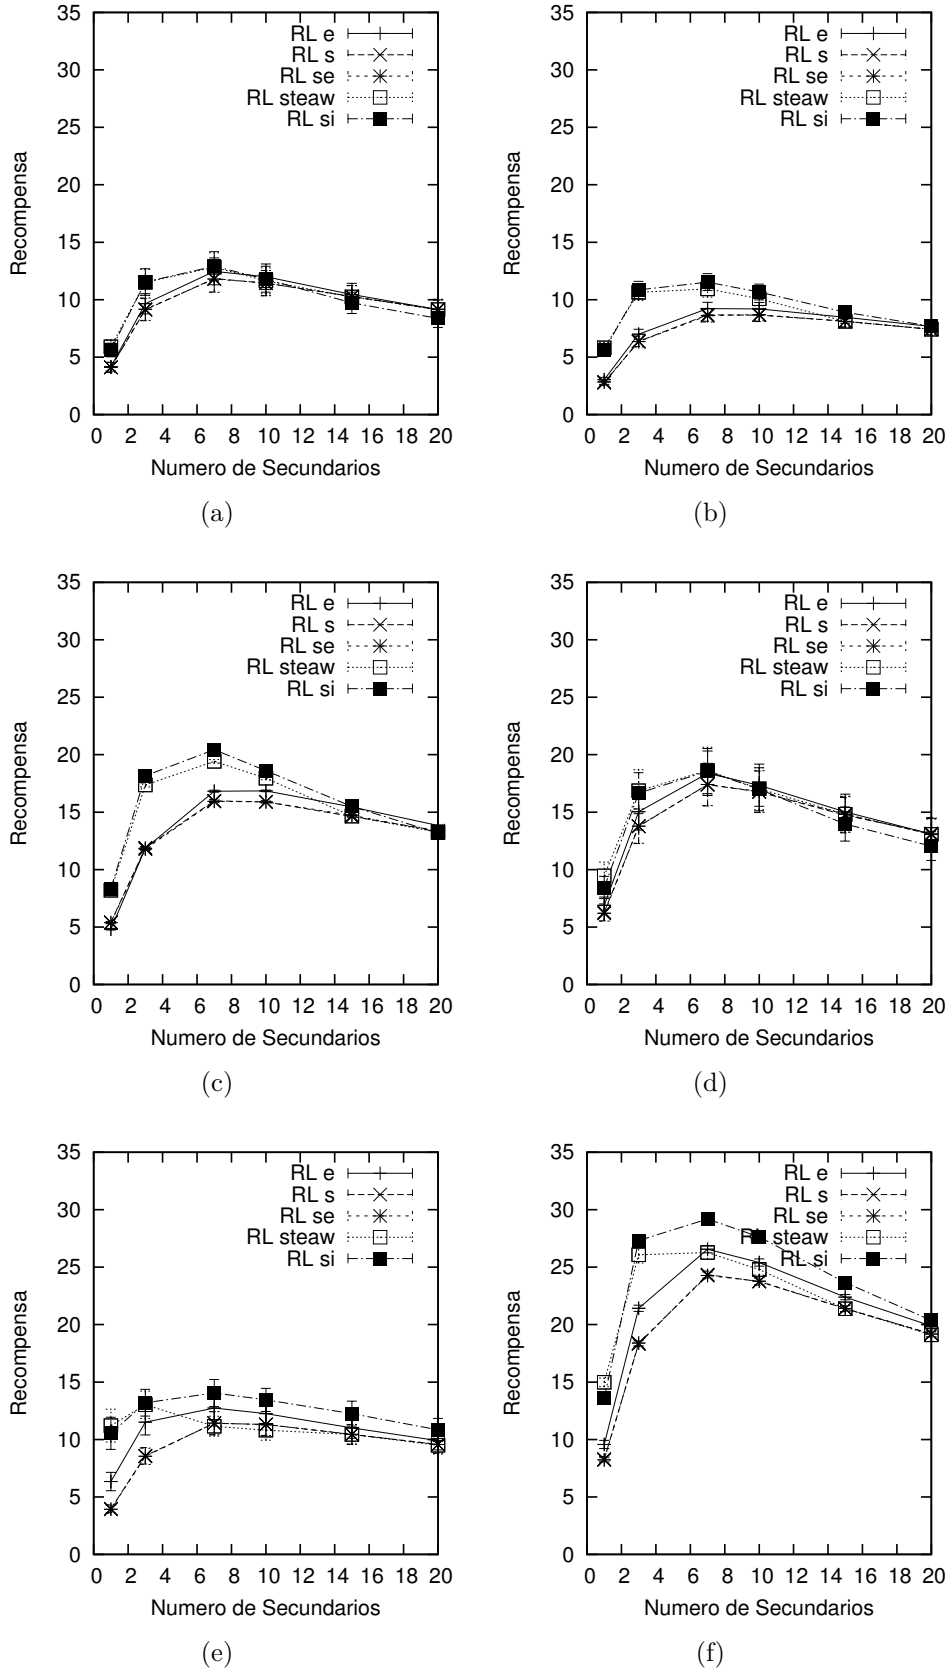 35
30
25
20
15
10
5
0
Recompensa
RL e
RL s
RL se
RL steaw
RL si
0 2 4 6 8 10 12 14 16 18 20
Numero de Secundarios
(a)
35
30
25
20
15
10
5
0
Recompensa
RL e
RL s
RL se
RL steaw
RL si
0 2 4 6 8 10 12 14 16 18 20
Numero de Secundarios
(b)
35
30
25
20
15
10
5
0
Recompensa
RL e
RL s
RL se
RL steaw
RL si
0 2 4 6 8 10 12 14 16 18 20
Numero de Secundarios
(c)
35
30
25
20
15
10
5
0
Recompensa
RL e
RL s
RL se
RL steaw
RL si
0 2 4 6 8 10 12 14 16 18 20
Numero de Secundarios
(d)
35
30
25
20
15
10
5
0
Recompensa
RL e
RL s
RL se
RL steaw
RL si
0 2 4 6 8 10 12 14 16 18 20
Numero de Secundarios
(e)
35
30
25
20
15
10
5
0
Recompensa
RL e
RL s
RL se
RL steaw
RL si
0 2 4 6 8 10 12 14 16 18 20
Numero de Secundarios
(f)